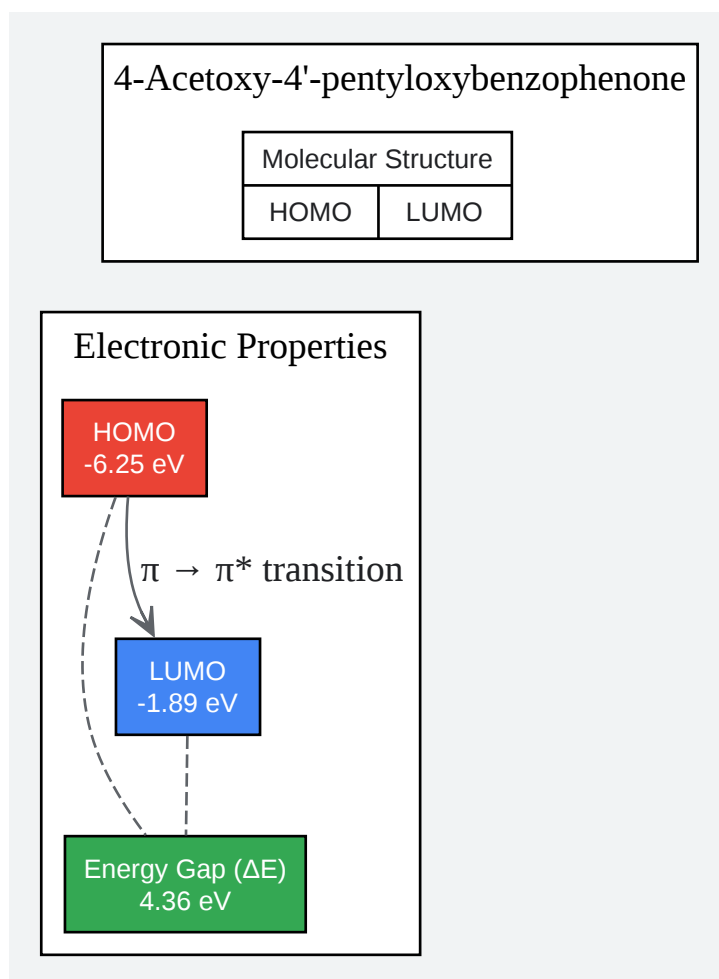 4-Acetoxy-4'-pentyloxybenzophenone
Molecular Structure
HOMO
LUMO
Electronic Properties
HOMO
-6.25 eV
π → π* transition
LUMO
-1.89 eV
Energy Gap (ΔE)
4.36 eV